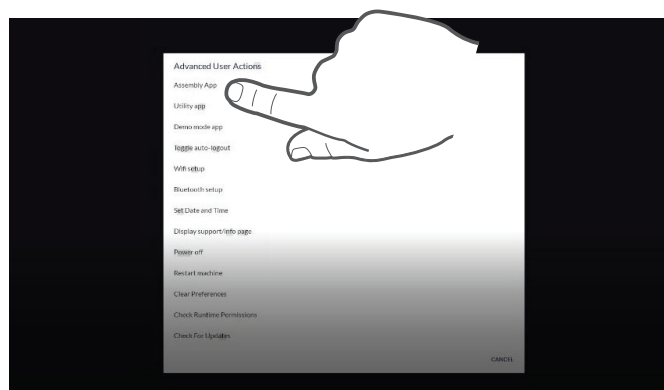 Advanced User Actions
Assembly App
Utility app
Demo mode app
Toggle auto-logout
Wifi setup
Bluetooth setup
Set Date and Time
Display support/info page
Power off
Restart machine
Clear Preferences
Check Runtime Permissions
Check For Updates
CANCEL